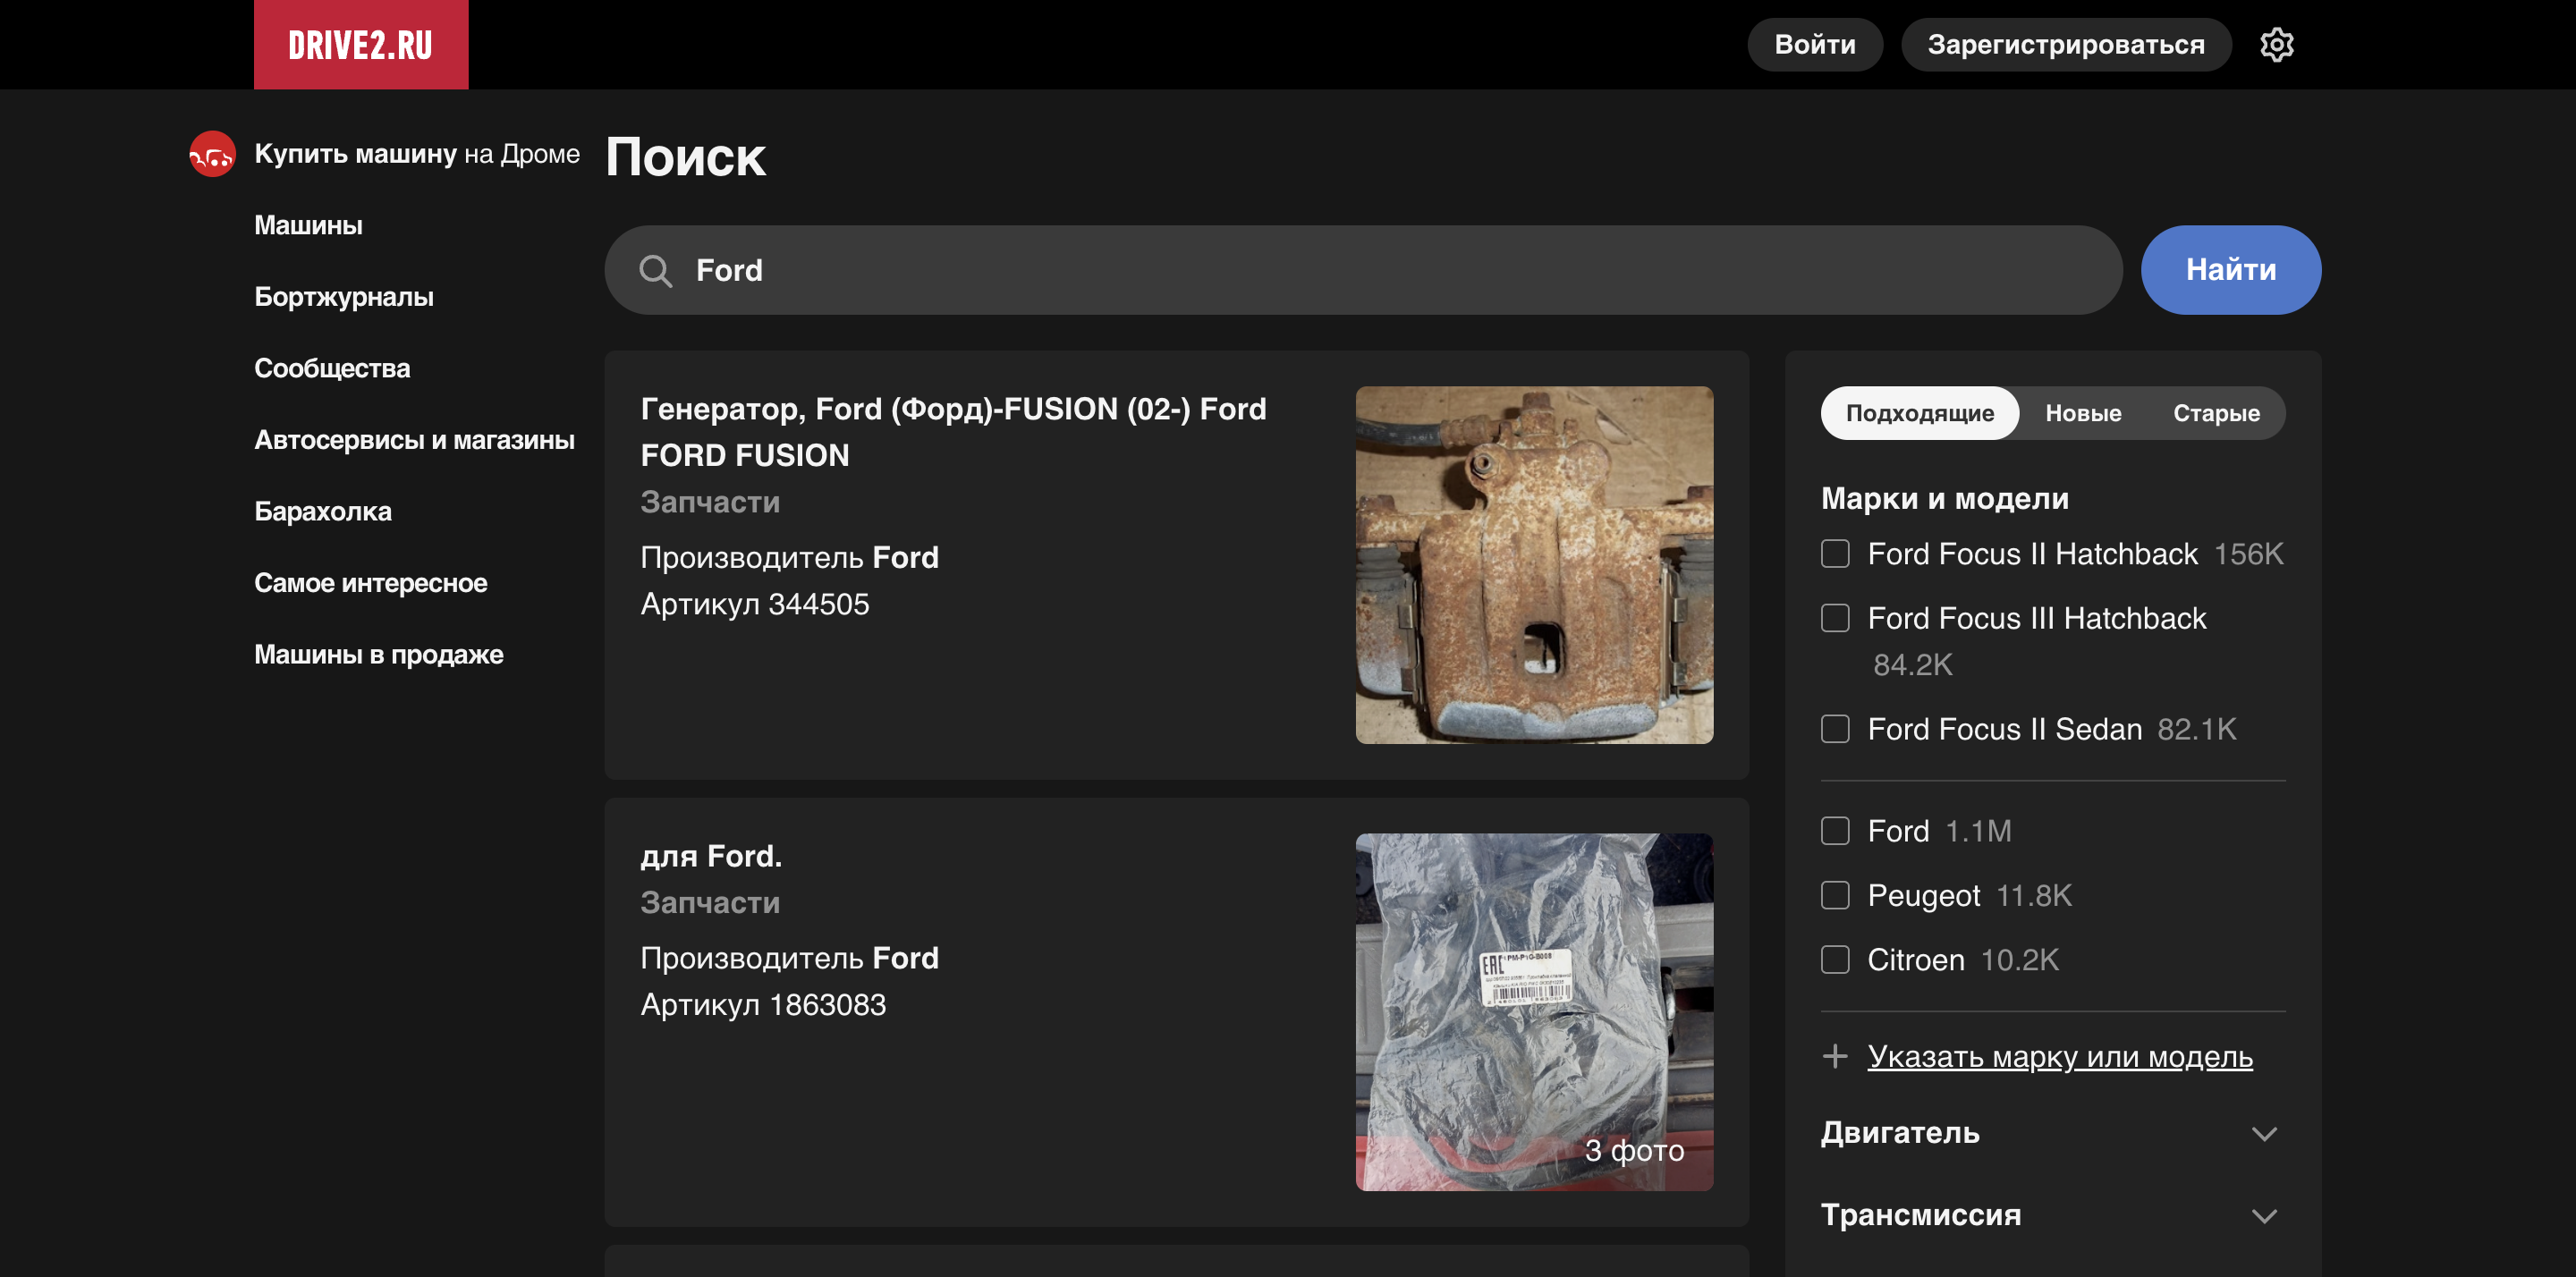 DRIVE2.RU
Войти
Зарегистрироваться
Купить машину на Дроме
Машины
Бортжурналы
Сообщества
Автосервисы и магазины
Барахолка
Самое интересное
Машины в продаже
Поиск
Ford
Найти
Генератор, Ford (Форд)-FUSION (02-) Ford
FORD FUSION
Запчасти
Производитель Ford
Артикул 344505
для Ford.
Запчасти
Производитель Ford
Артикул 1863083
EAC
3 фото
Подходящие
Новые
Старые
Марки и модели
Ford Focus II Hatchback 156K
Ford Focus III Hatchback
84.2K
Ford Focus II Sedan 82.1K
Ford 1.1M
Peugeot 11.8K
Citroen 10.2K
Указать марку или модель
Двигатель
Трансмиссия